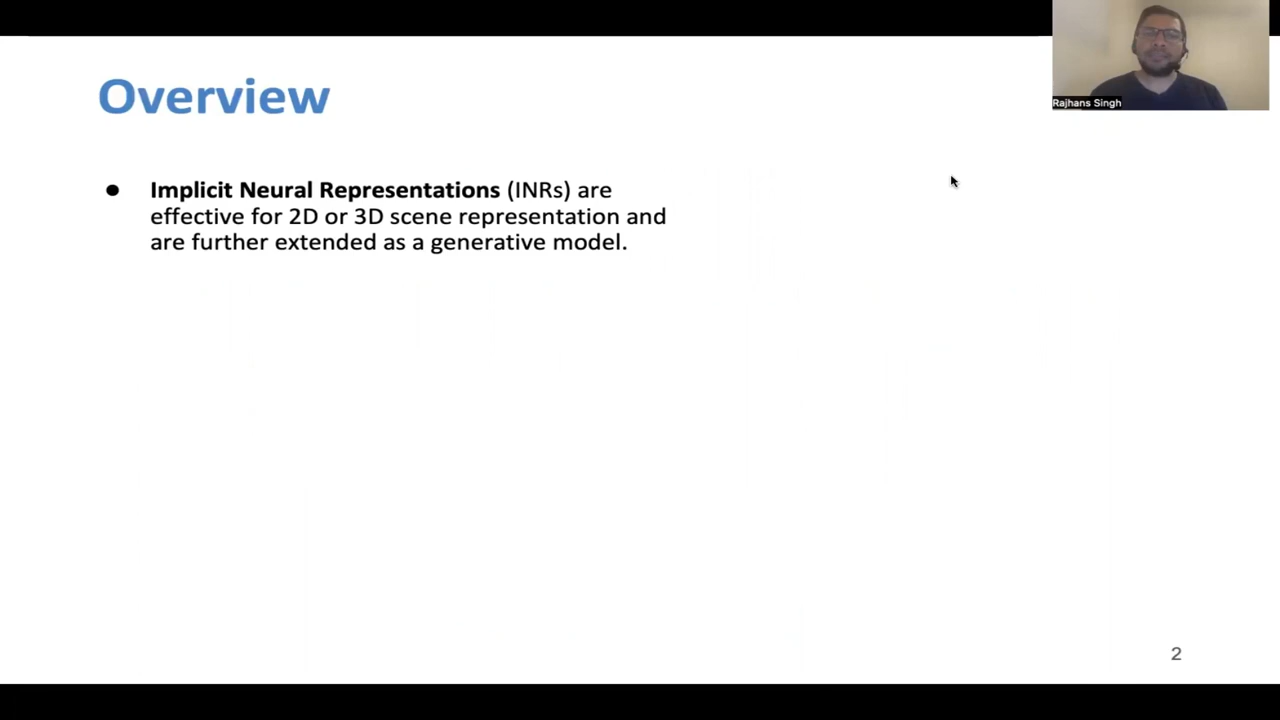 Overview
Rajhans Singh
● Implicit Neural Representations (INRs) are
effective for 2D or 3D scene representation and
are further extended as a generative model.
2